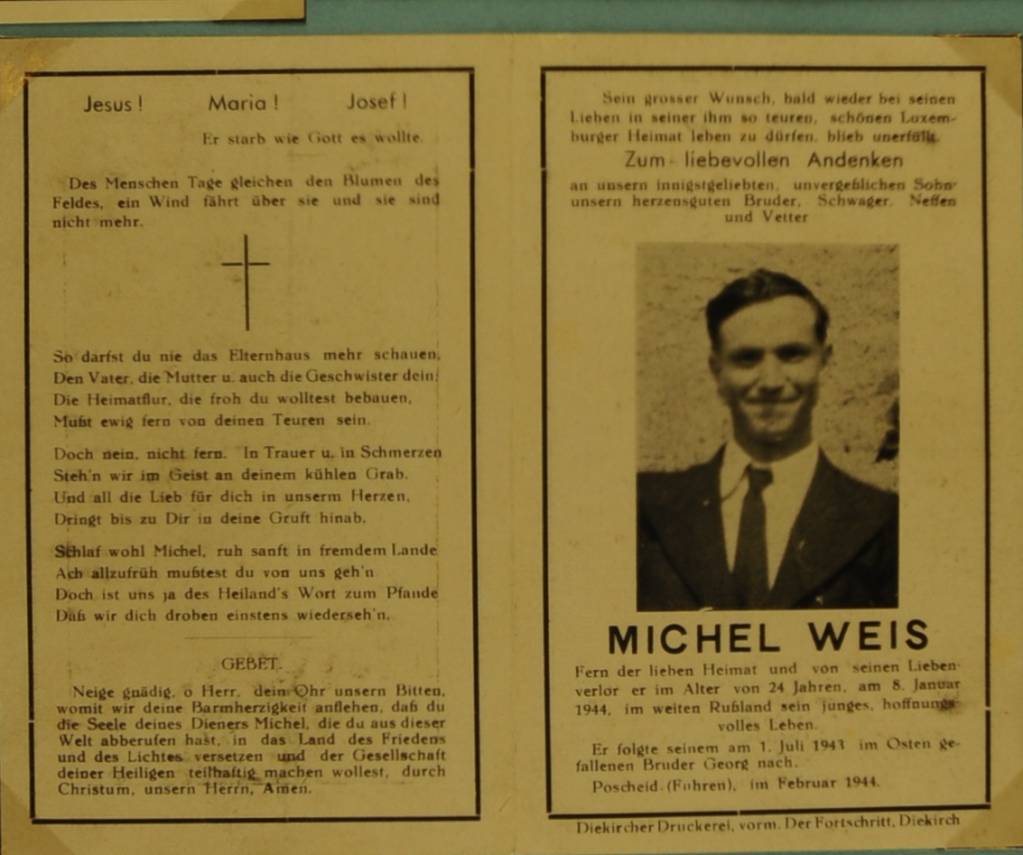 Jesus! Maria! Josef!
Er starb wie Gott es wollte.
Des Menschen Tage gleichen den Blumen des
Feldes, ein Wind fährt über sie und sie sind
nicht mehr.
So darfst du nie das Elternhaus mehr schauen,
Den Vater, die Mutter u. auch die Geschwister dein;
Die Heimatflur, die froh du wolltest bebauen,
Mußt ewig fern von deinen Teuren sein.
Doch nein, nicht fern. In Trauer u. in Schmerzen
Steh'n wir im Geist an deinem kühlen Grab.
Und all die Lieb für dich in unserm Herzen,
Dringt bis zu Dir in deine Gruft hinab.
Schlaf wohl Michel, ruh sanft in fremdem Lande
Ach allzufrüh mußtest du von uns geh'n
Doch ist uns ja des Heiland's Wort zum Pfande
Daß wir dich droben einstens wiederseh'n.
GEBET.
Neige gnädig, o Herr, dein Ohr unsern Bitten,
womit wir deine Barmherzigkeit anflehen, daß du
die Seele deines Dieners Michel, die du aus dieser
Welt abberufen hast, in das Land des Friedens
und des Lichtes versetzen und der Gesellschaft
deiner Heiligen teilhaftig machen wollest, durch
Christum, unsern Herrn, Amen.
Sein grosser Wunsch, bald wieder bei seinen
Lieben in seiner ihm so teuren, schönen Luxem-
burger Heimat leben zu dürfen, blieb unerfüllt.
Zum liebevollen Andenken
an unsern innigstgeliebten, unvergeßlichen Sohn
unsern herzensguten Bruder, Schwager, Neffen
und Vetter
MICHEL WEIS
Fern der lieben Heimat und von seinen Lieben
verlor er im Alter von 24 Jahren, am 8. Januar
1944, im weiten Rußland sein junges, hoffnungs-
volles Leben.
Er folgte seinem am 1. Juli 1943 im Osten ge-
fallenen Bruder Georg nach.
Poscheid (Fuhren), im Februar 1944.
Diekircher Druckerei, vorm. Der Fortschritt, Diekirch